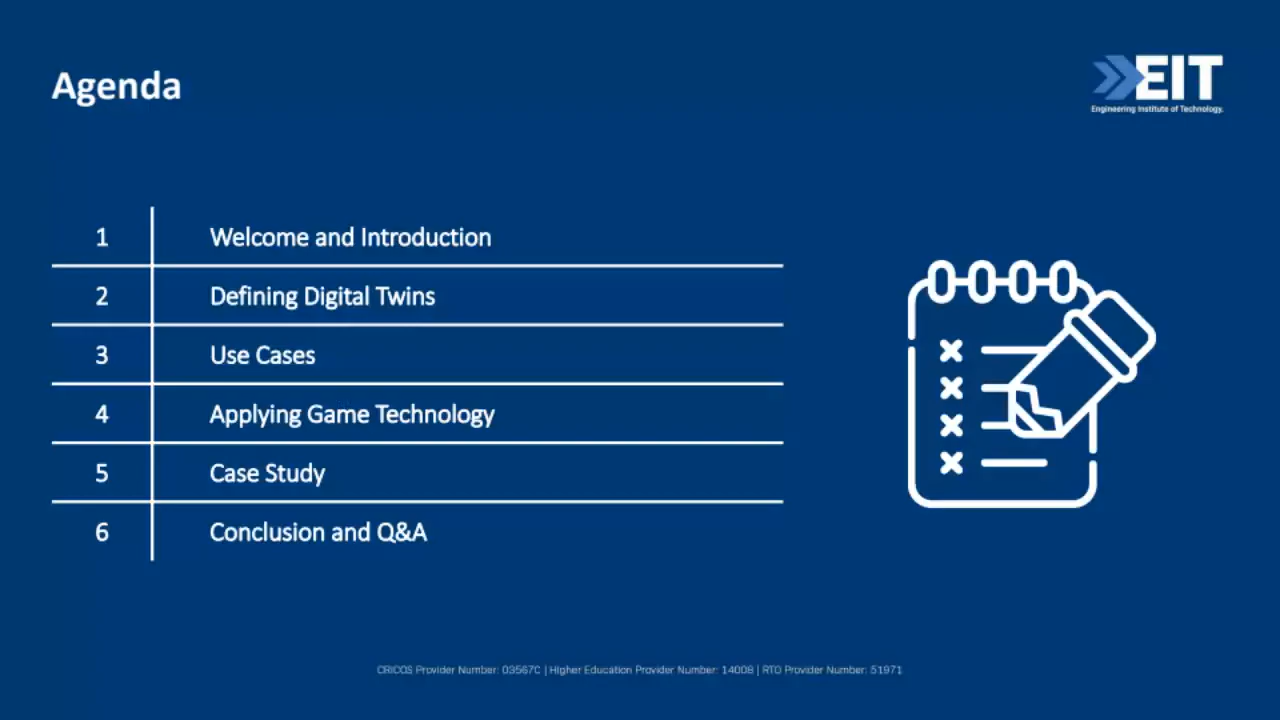 Agenda
EIT
Engineering Institute of Technology.
1 Welcome and Introduction
2 Defining Digital Twins
3 Use Cases
4 Applying Game Technology
5 Case Study
6 Conclusion and Q&A
CRICOS Provider Number: 03567C | Higher Education Provider Number: 14008 | RTO Provider Number: 51971